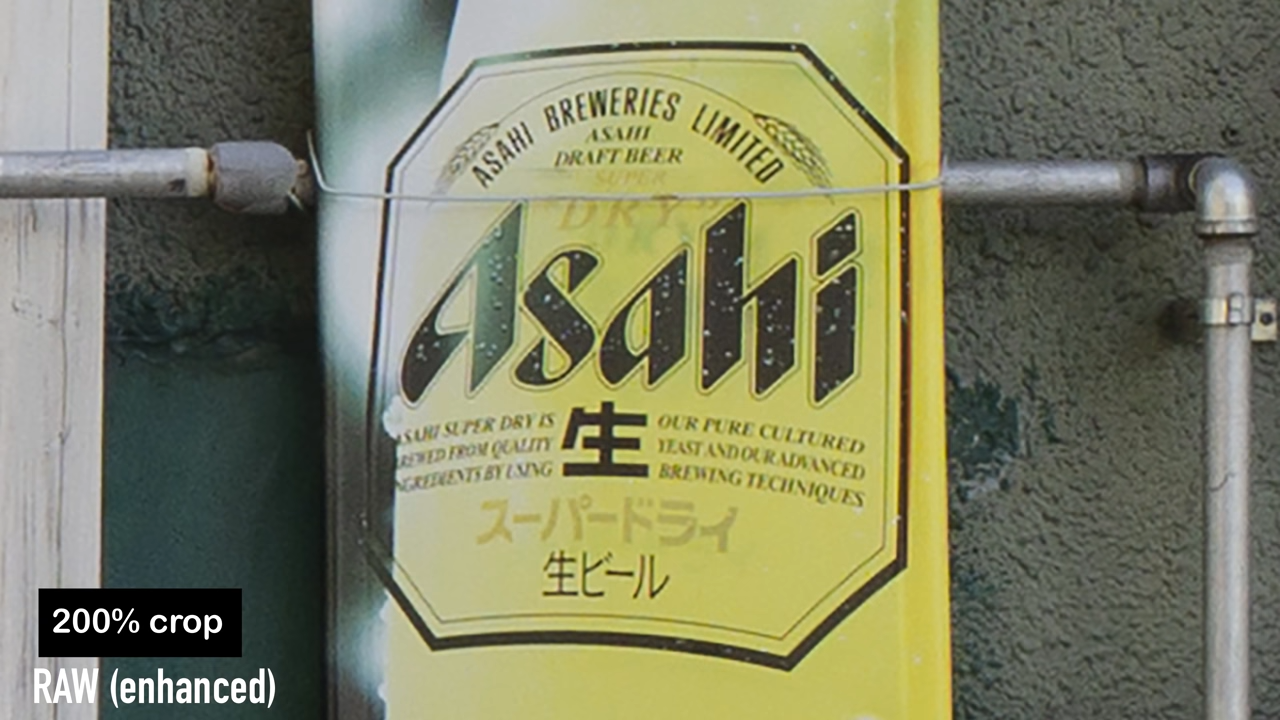 ASAHI BREWERIES LIMITED
ASAHI
DRAFT BEER
SUPER
"DRY"
Asahi
ASAHI SUPER DRY IS
BREWED FROM QUALITY
INGREDIENTS BY USING
生
OUR PURE CULTURED
YEAST AND OUR ADVANCED
BREWING TECHNIQUES
スーパードライ
生ビール
200% crop
RAW (enhanced)